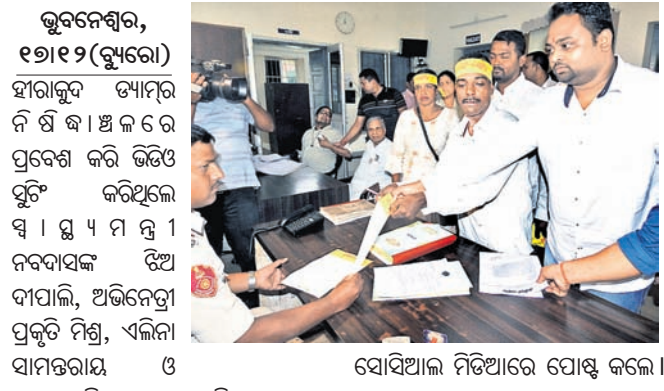 ଭୁବନେଶ୍ୱର,
୧୭।୧୨(ବ୍ୟୁରୋ)
ହୀରାକୁଦ ଡ୍ୟାମ୍‌ର
ନିଷିଦ୍ଧାଞ୍ଚଳରେ
ପ୍ରବେଶ କରି ଭିଡିଓ
ସୁଟିଂ କରିଥିଲେ
ସ୍ୱାସ୍ଥ୍ୟମନ୍ତ୍ରୀ
ନବଦାସଙ୍କ ଝିଅ
ଦୀପାଲି, ଅଭିନେତ୍ରୀ
ପ୍ରକୃତି ମିଶ୍ର, ଏଲିନା
ସାମନ୍ତରାୟ ଓ
ସୋସିଆଲ ମିଡିଆରେ ପୋଷ୍ଟ କଲେ।